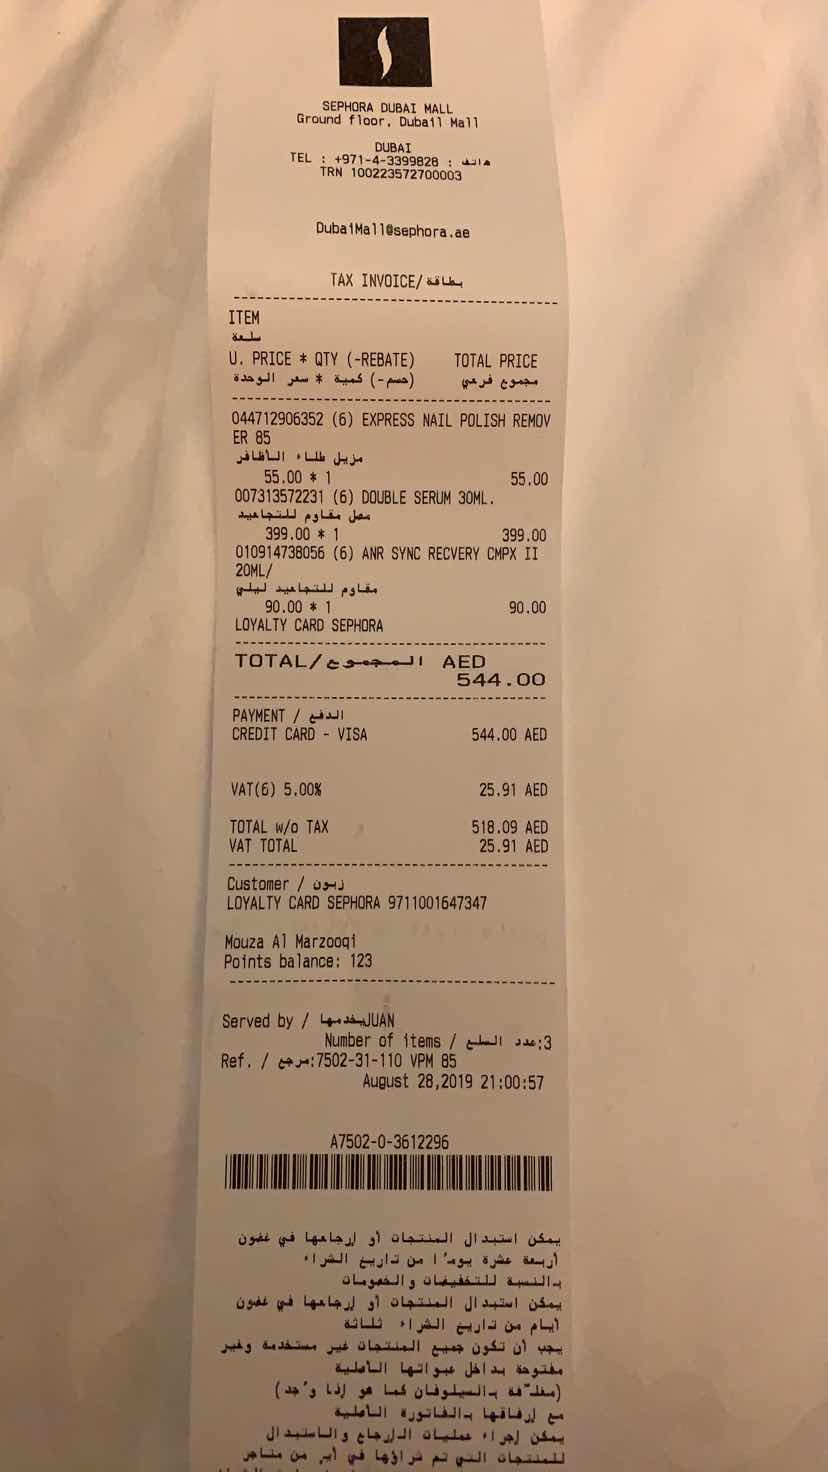 SEPHORA DUBAI MALL
Ground floor, Dubail Mall
DUBAI
TEL : +971-4-3399828 : هاتف
TRN 100223572700003
DubaiMall@sephora.ae
TAX INVOICE/بطاقة
ITEM
سلعة
U. PRICE * QTY (-REBATE) TOTAL PRICE
(حسم-) كمية * سعر الوحدة مجموع فرعي
044712906352 (6) EXPRESS NAIL POLISH REMOV
ER 85
مزيل طلاء الأظافر
55.00 * 1 55.00
007313572231 (6) DOUBLE SERUM 30ML.
مصل مقاوم للتجاعيد
399.00 * 1 399.00
010914738056 (6) ANR SYNC RECVERY CMPX II
20ML/
مقاوم للتجاعيد ليلي
90.00 * 1 90.00
LOYALTY CARD SEPHORA
TOTAL/المجموع AED
544.00
PAYMENT / الدفع
CREDIT CARD - VISA 544.00 AED
VAT(6) 5.00% 25.91 AED
TOTAL w/o TAX 518.09 AED
VAT TOTAL 25.91 AED
Customer / زبون
LOYALTY CARD SEPHORA 9711001647347
Mouza Al Marzooqi
Points balance: 123
Served by / يخدمها JUAN
Number of items / عدد السلع:3
Ref. / مرجع:7502-31-110 VPM 85
August 28,2019 21:00:57
A7502-0-3612296
يمكن استبدال المنتجات أو إرجاعها في غضون
أربعة عشرة يومًا من تاريخ الشراء
بالنسبة للتخفيضات والخصومات
يمكن استبدال المنتجات أو إرجاعها في غضون
أيام من تاريخ الشراء ثلاثة
يجب أن تكون جميع المنتجات غير مستخدمة وغير
مفتوحة بداخل عبواتها الأصلية
(مغلّفة بالسيلوفان كما هو إذا وُجد)
مع إرفاقها بالفاتورة الأصلية
يمكن إجراء عمليات الإرجاع والاستبدال
للمنتجات التي تم شراؤها في أي من متاجر